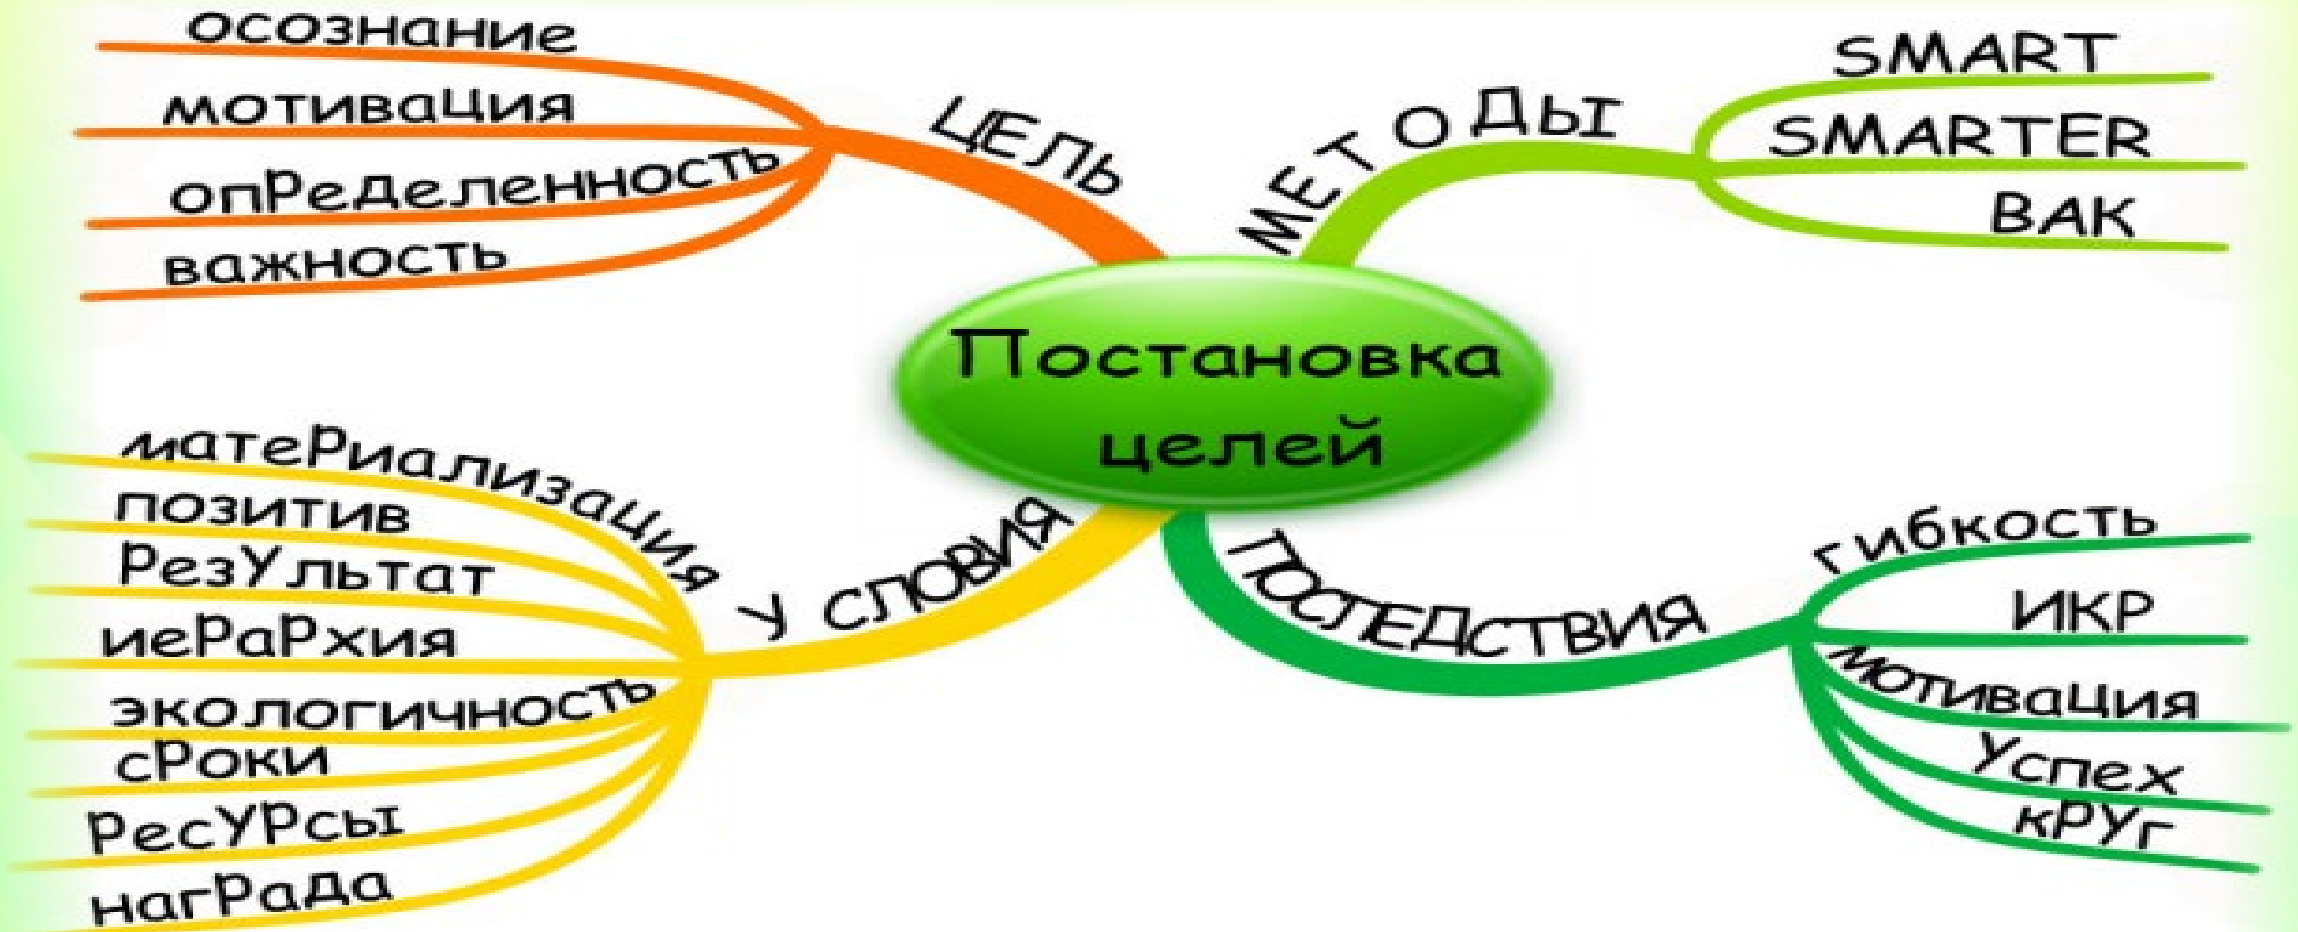 Постановка
целей
ЦЕЛЬ
осознание
мотивация
определенность
важность
МЕТОДЫ
SMART
SMARTER
ВАК
УСЛОВИЯ
материализация
позитив
результат
иерархия
экологичность
сроки
ресурсы
награда
ПОСЛЕДСТВИЯ
гибкость
ИКР
мотивация
Успех
круг